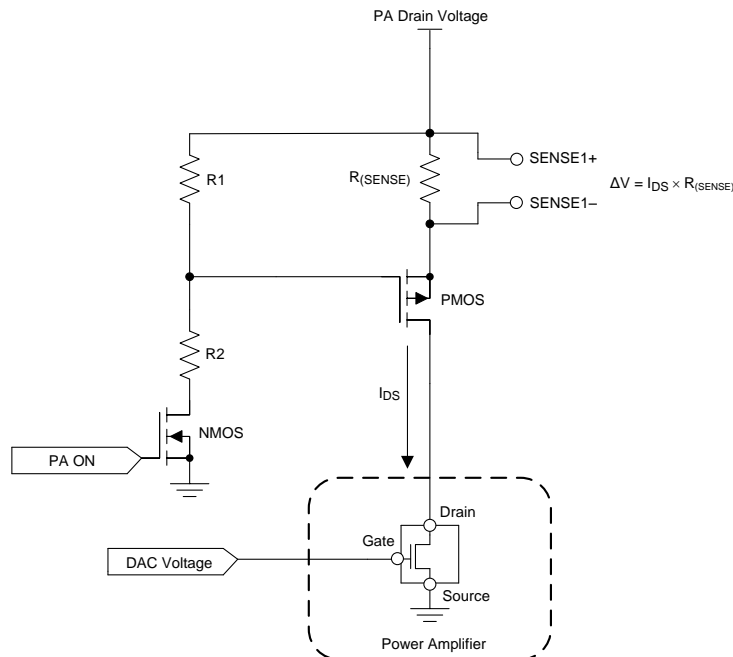 PA Drain Voltage
SENSE1+
R1
R(SENSE)
ΔV = IDS × R(SENSE)
SENSE1–
PMOS
R2
IDS
NMOS
PA ON
Drain
Gate
DAC Voltage
Source
Power Amplifier